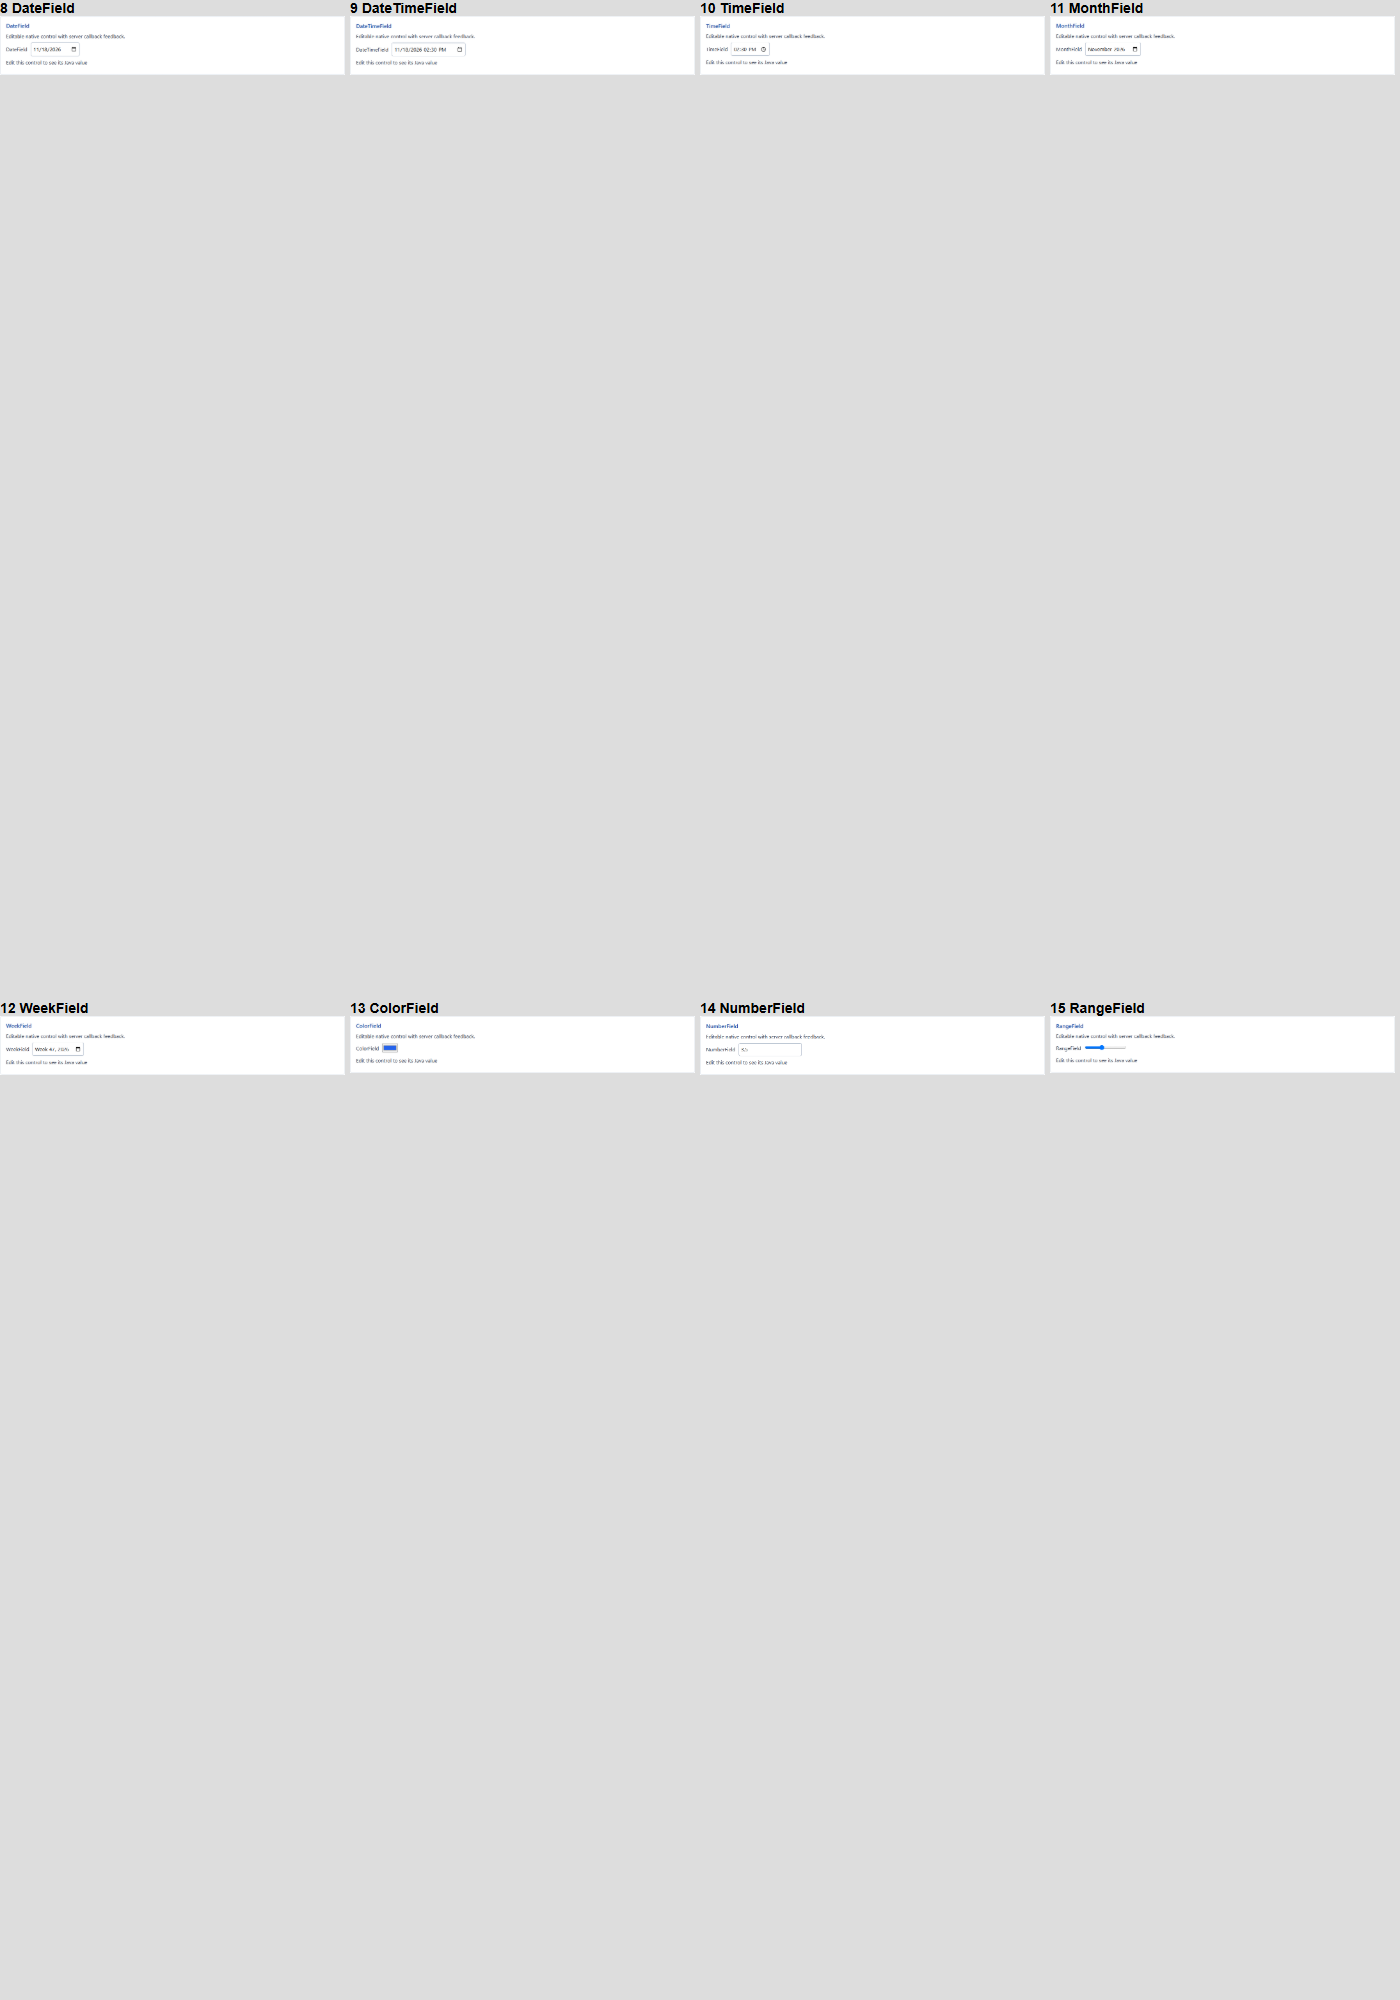 8 DateField
DateField
Editable native control with server callback feedback.
DateField 11/18/2026
Edit this control to see its Java value
9 DateTimeField
DateTimeField
Editable native control with server callback feedback.
DateTimeField 11/18/2026 02:30 PM
Edit this control to see its Java value
10 TimeField
TimeField
Editable native control with server callback feedback.
TimeField 02:30 PM
Edit this control to see its Java value
11 MonthField
MonthField
Editable native control with server callback feedback.
MonthField November 2026
Edit this control to see its Java value
12 WeekField
WeekField
Editable native control with server callback feedback.
WeekField Week 47, 2026
Edit this control to see its Java value
13 ColorField
ColorField
Editable native control with server callback feedback.
ColorField
Edit this control to see its Java value
14 NumberField
NumberField
Editable native control with server callback feedback.
NumberField
Edit this control to see its Java value
15 RangeField
RangeField
Editable native control with server callback feedback.
RangeField
Edit this control to see its Java value